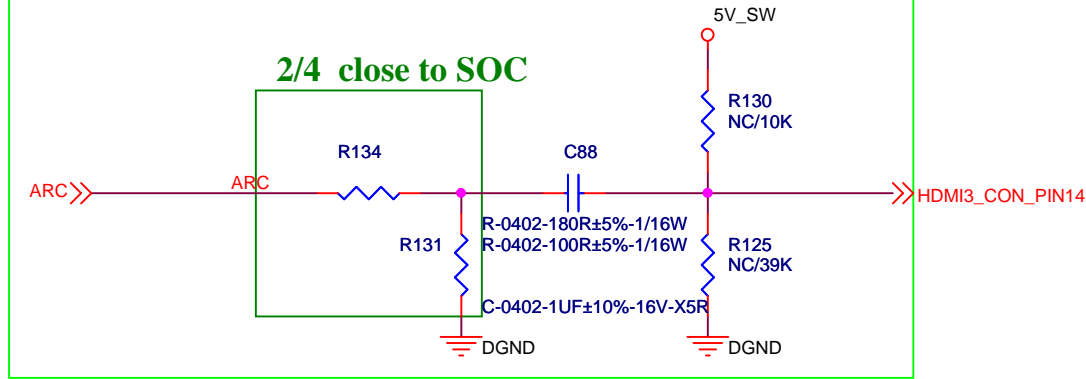 5V_SW
2/4 close to SOC
R130
NC/10K
R134
C88
ARC
ARC
HDMI3_CON_PIN14
R-0402-180R±5%-1/16W
R131
R-0402-100R±5%-1/16W
R125
NC/39K
C-0402-1UF±10%-16V-X5R
DGND
DGND